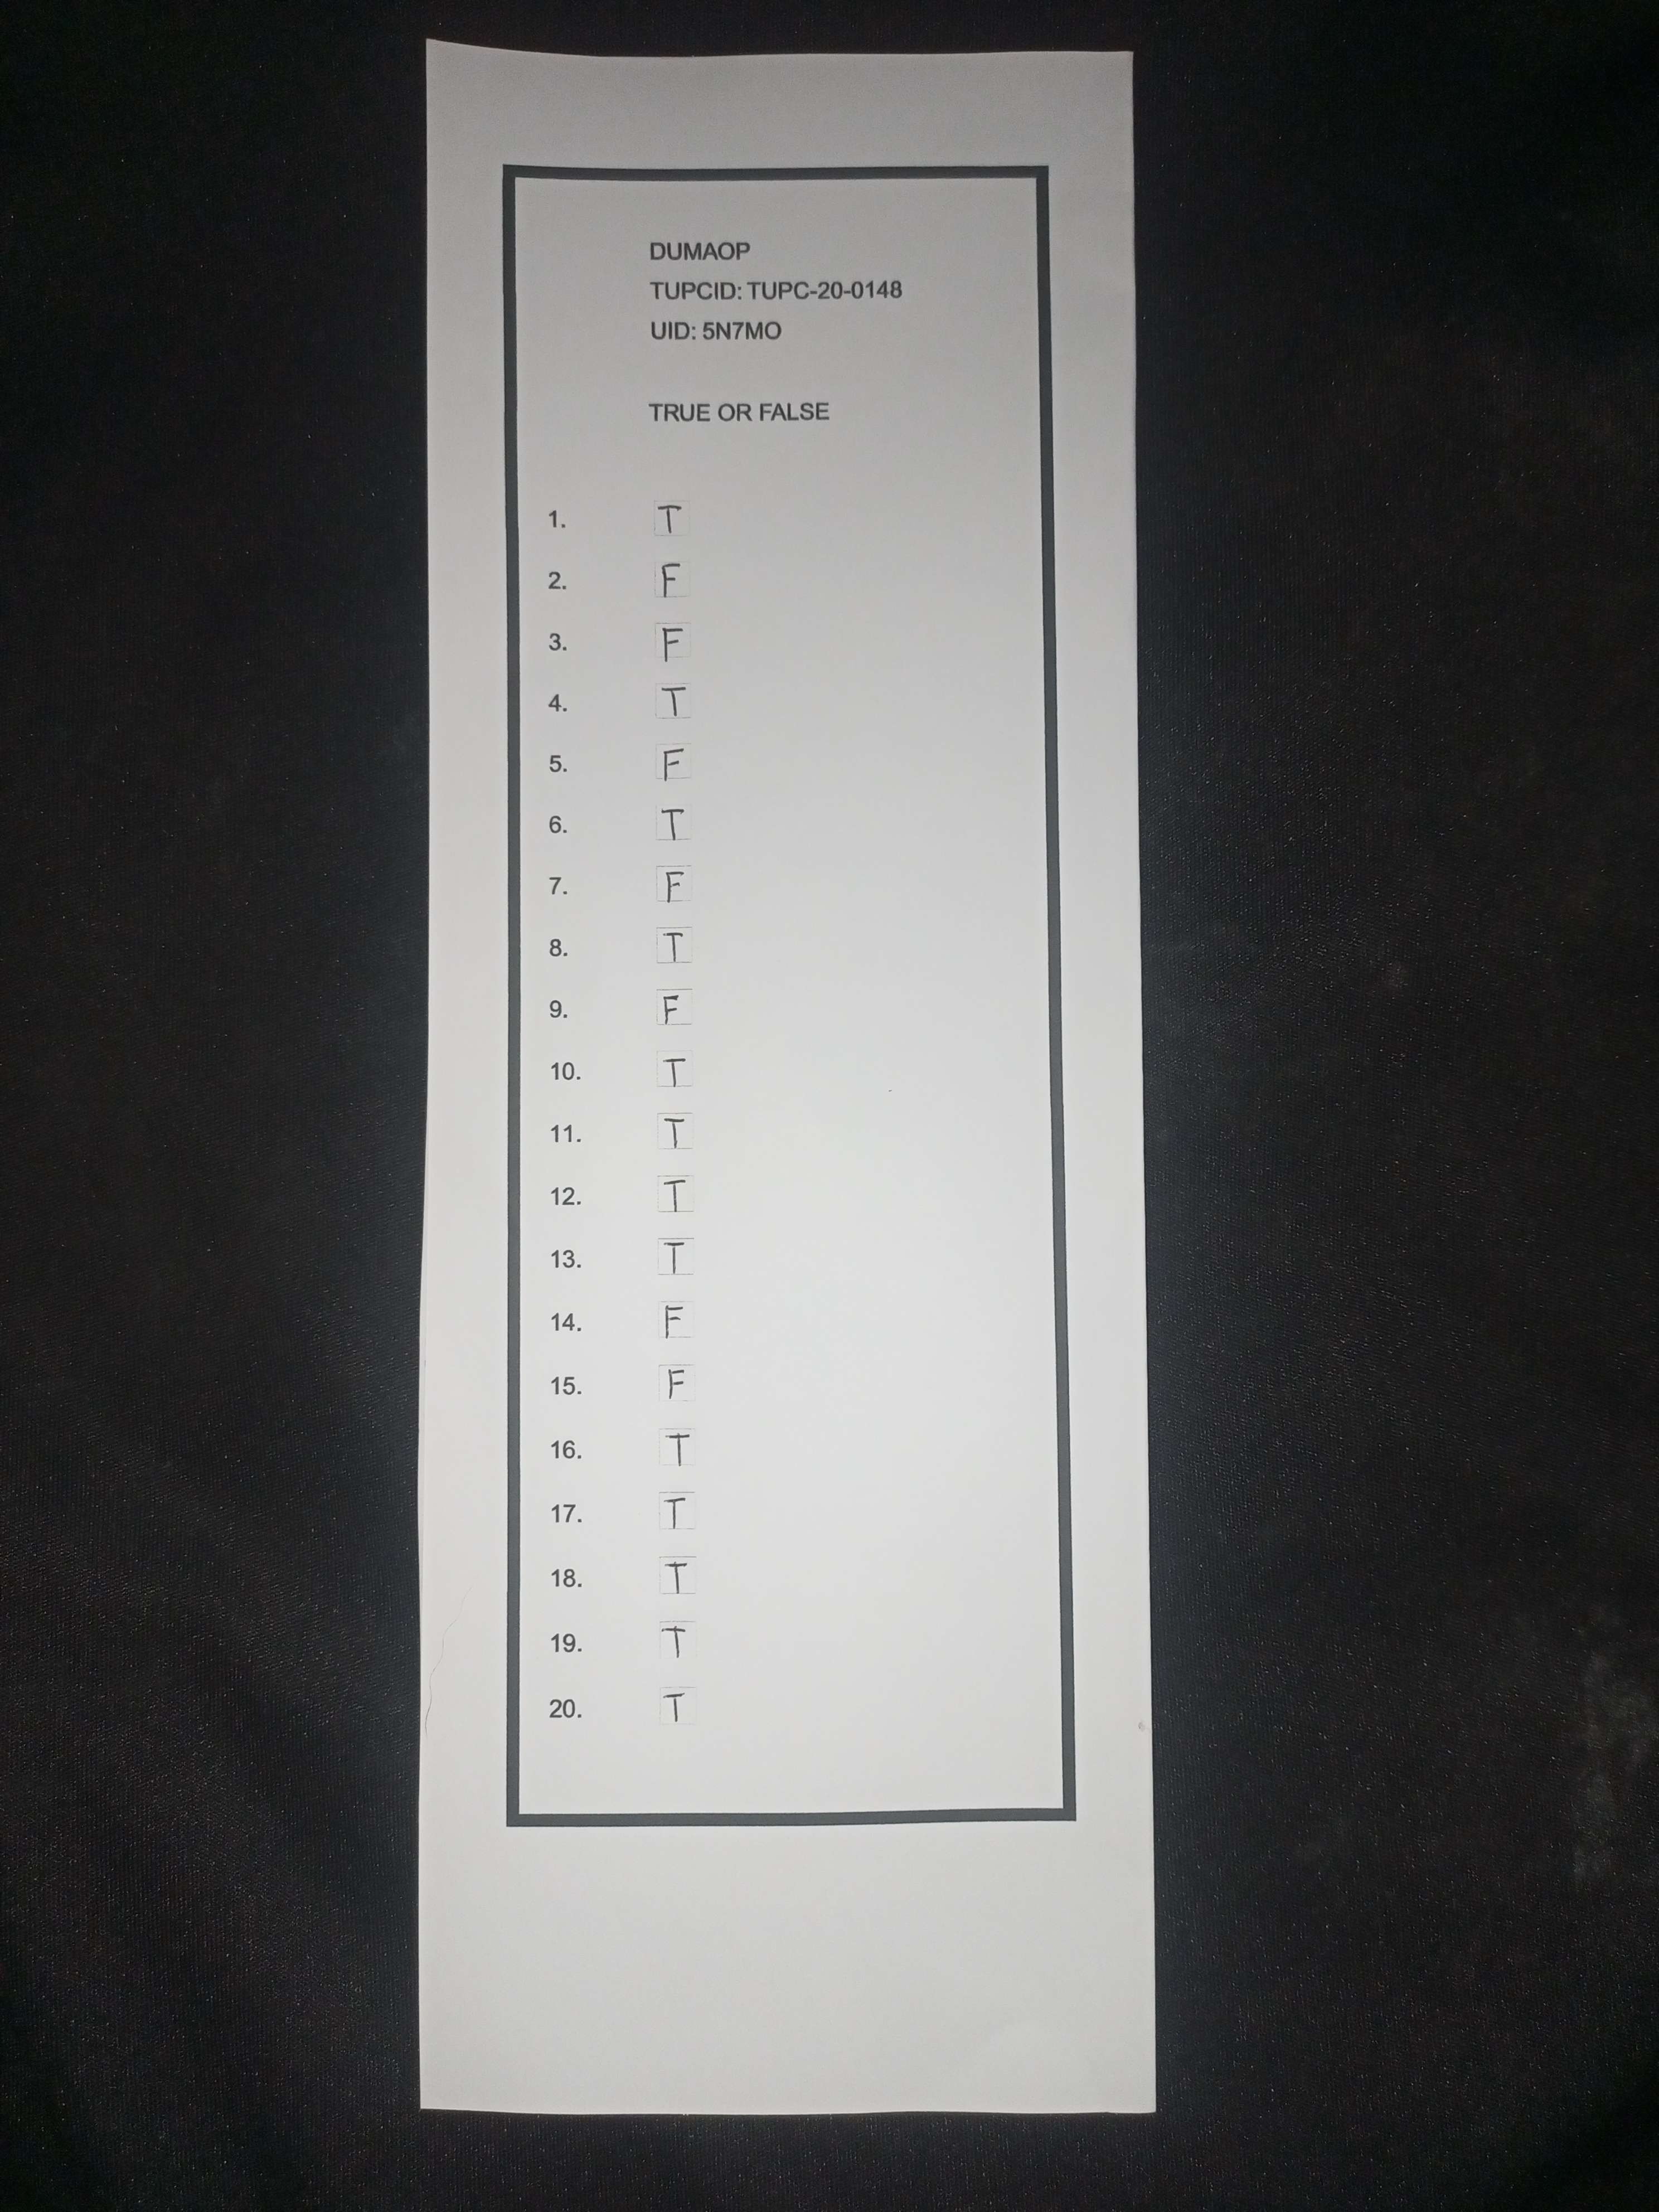 DUMAOP
TUPCID: TUPC-20-0148
UID: 5N7MO
TRUE OR FALSE
1. T
2. F
3. F
4. T
5. F
6. T
7. F
8. T
9. F
10. T
11. T
12. T
13. T
14. F
15. F
16. T
17. T
18. T
19. T
20. T